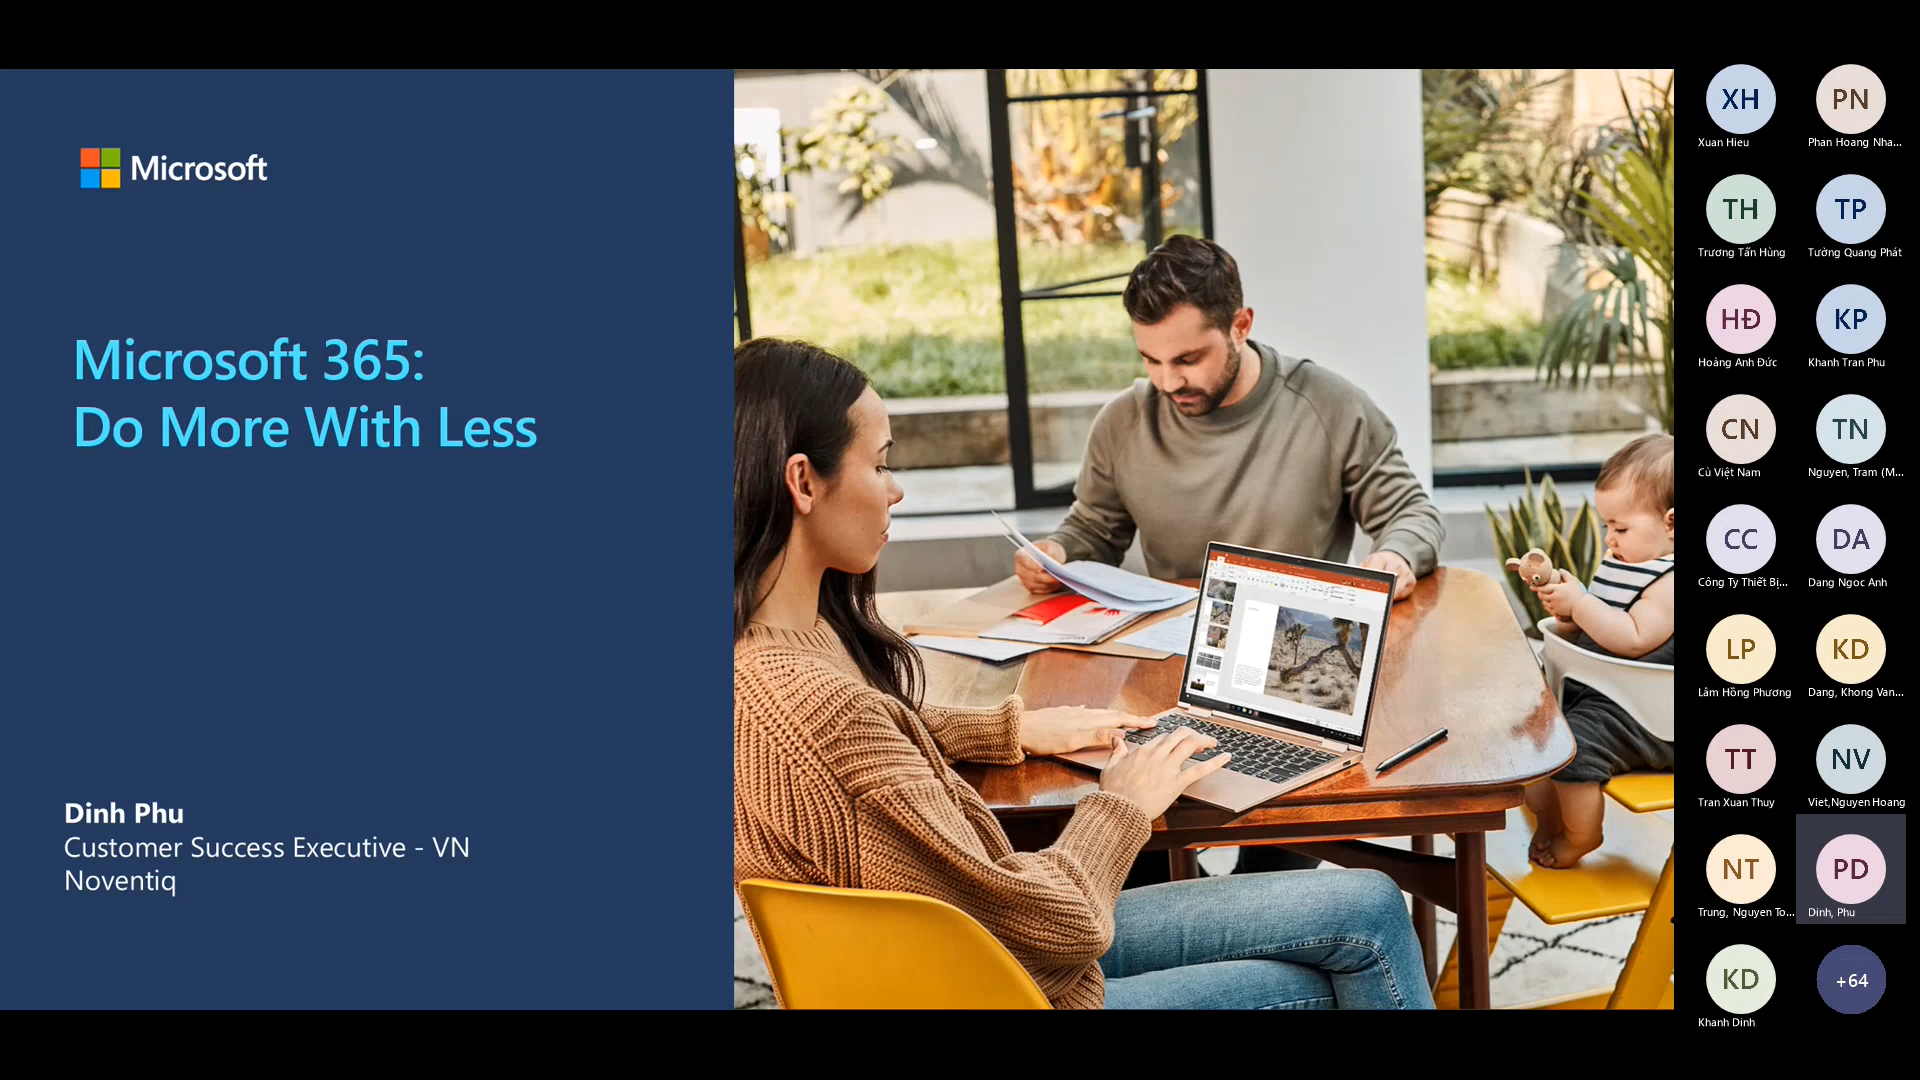 Microsoft
Microsoft 365:
Do More With Less
Dinh Phu
Customer Success Executive - VN
Noventiq
XH
Xuan Hieu
PN
Phan Hoang Nha...
TH
Trương Tấn Hùng
TP
Tường Quang Phát
HĐ
Hoàng Anh Đức
KP
Khanh Tran Phu
CN
Cù Việt Nam
TN
Nguyen, Tram (M...
CC
Công Ty Thiết Bị...
DA
Dang Ngoc Anh
LP
Lâm Hồng Phương
KD
Dang, Khong Van...
TT
Tran Xuan Thuy
NV
Viet,Nguyen Hoang
NT
Trung, Nguyen To...
PD
Dinh, Phu
KD
Khanh Dinh
+64